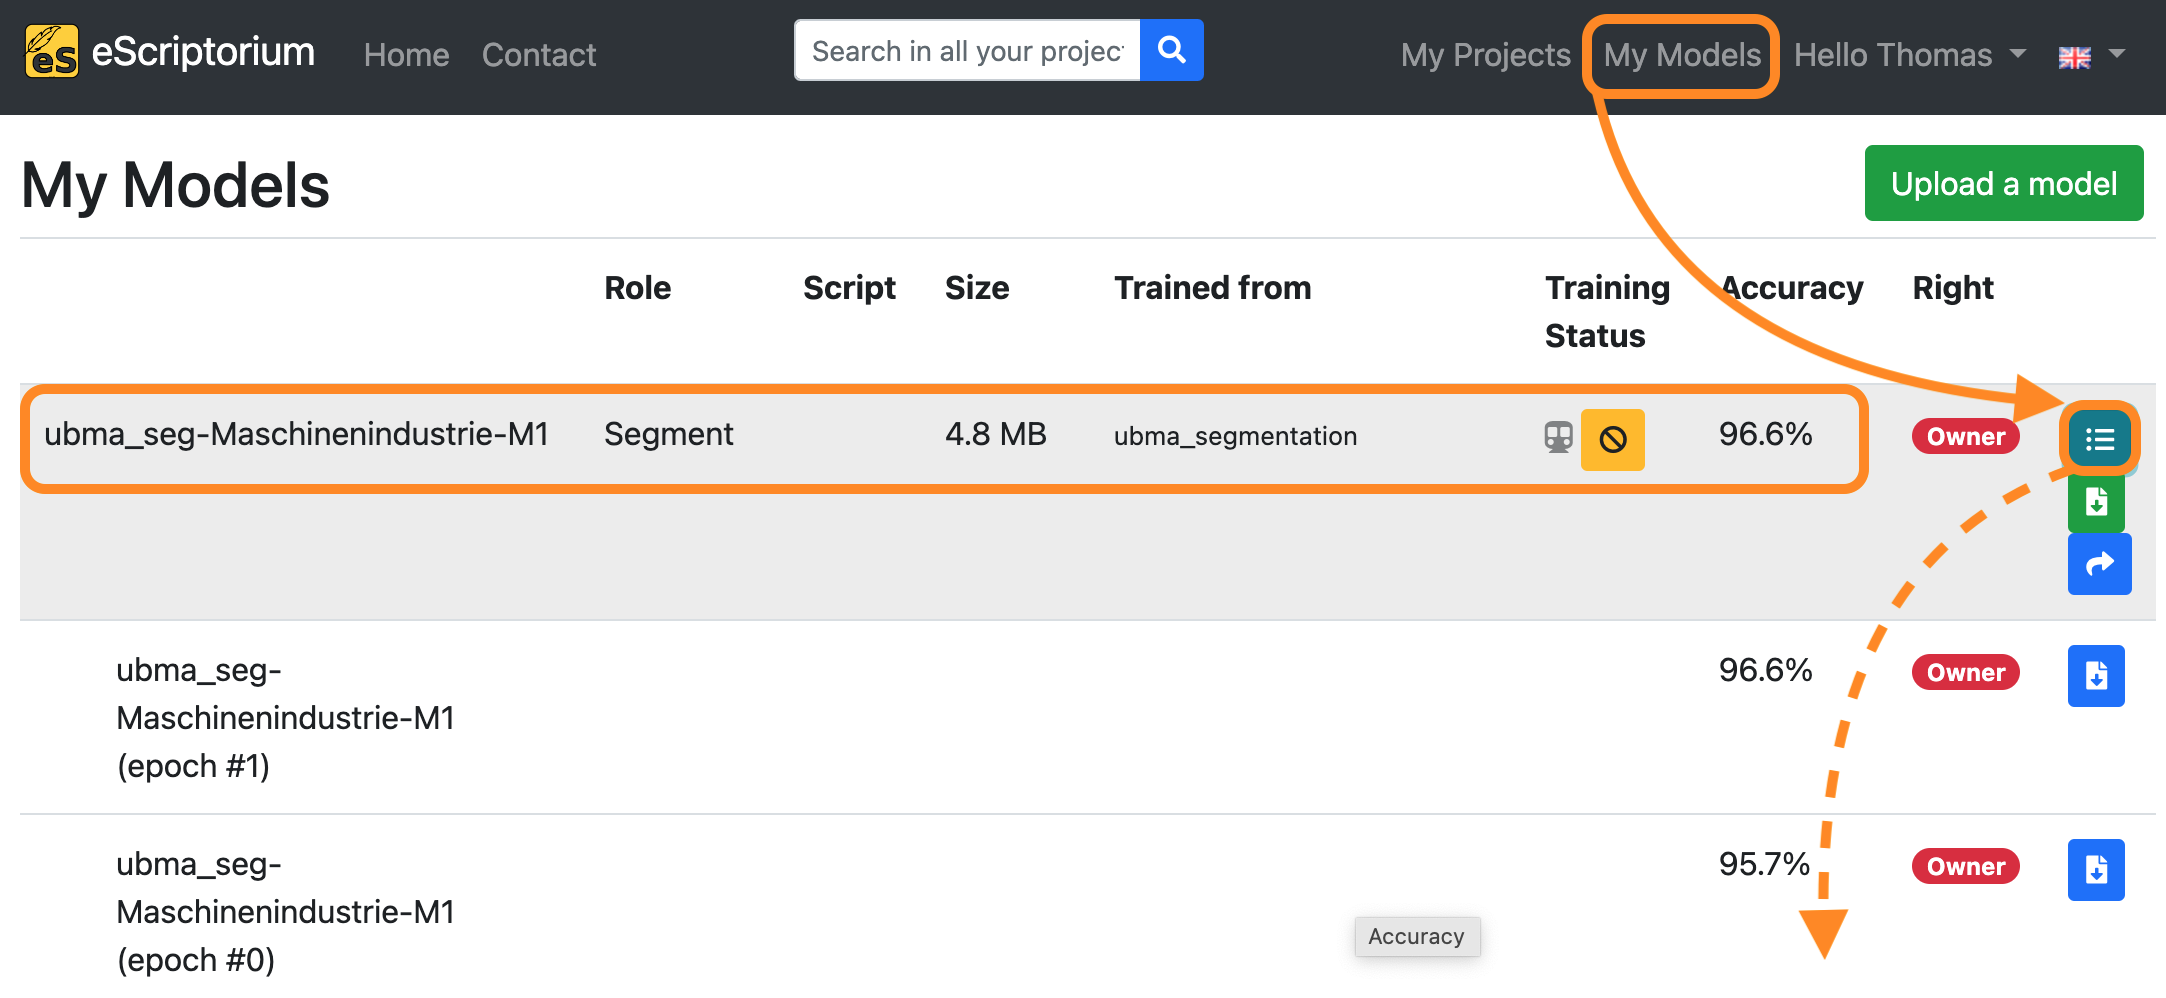 es eScriptorium Home Contact Search in all your projec My Projects My Models Hello Thomas
My Models Upload a model
Role Script Size Trained from Training Status Accuracy Right
ubma_seg-Maschinenindustrie-M1 Segment 4.8 MB ubma_segmentation 96.6% Owner
ubma_seg-
Maschinenindustrie-M1
(epoch #1)
96.6% Owner
ubma_seg-
Maschinenindustrie-M1
(epoch #0)
95.7% Owner
Accuracy